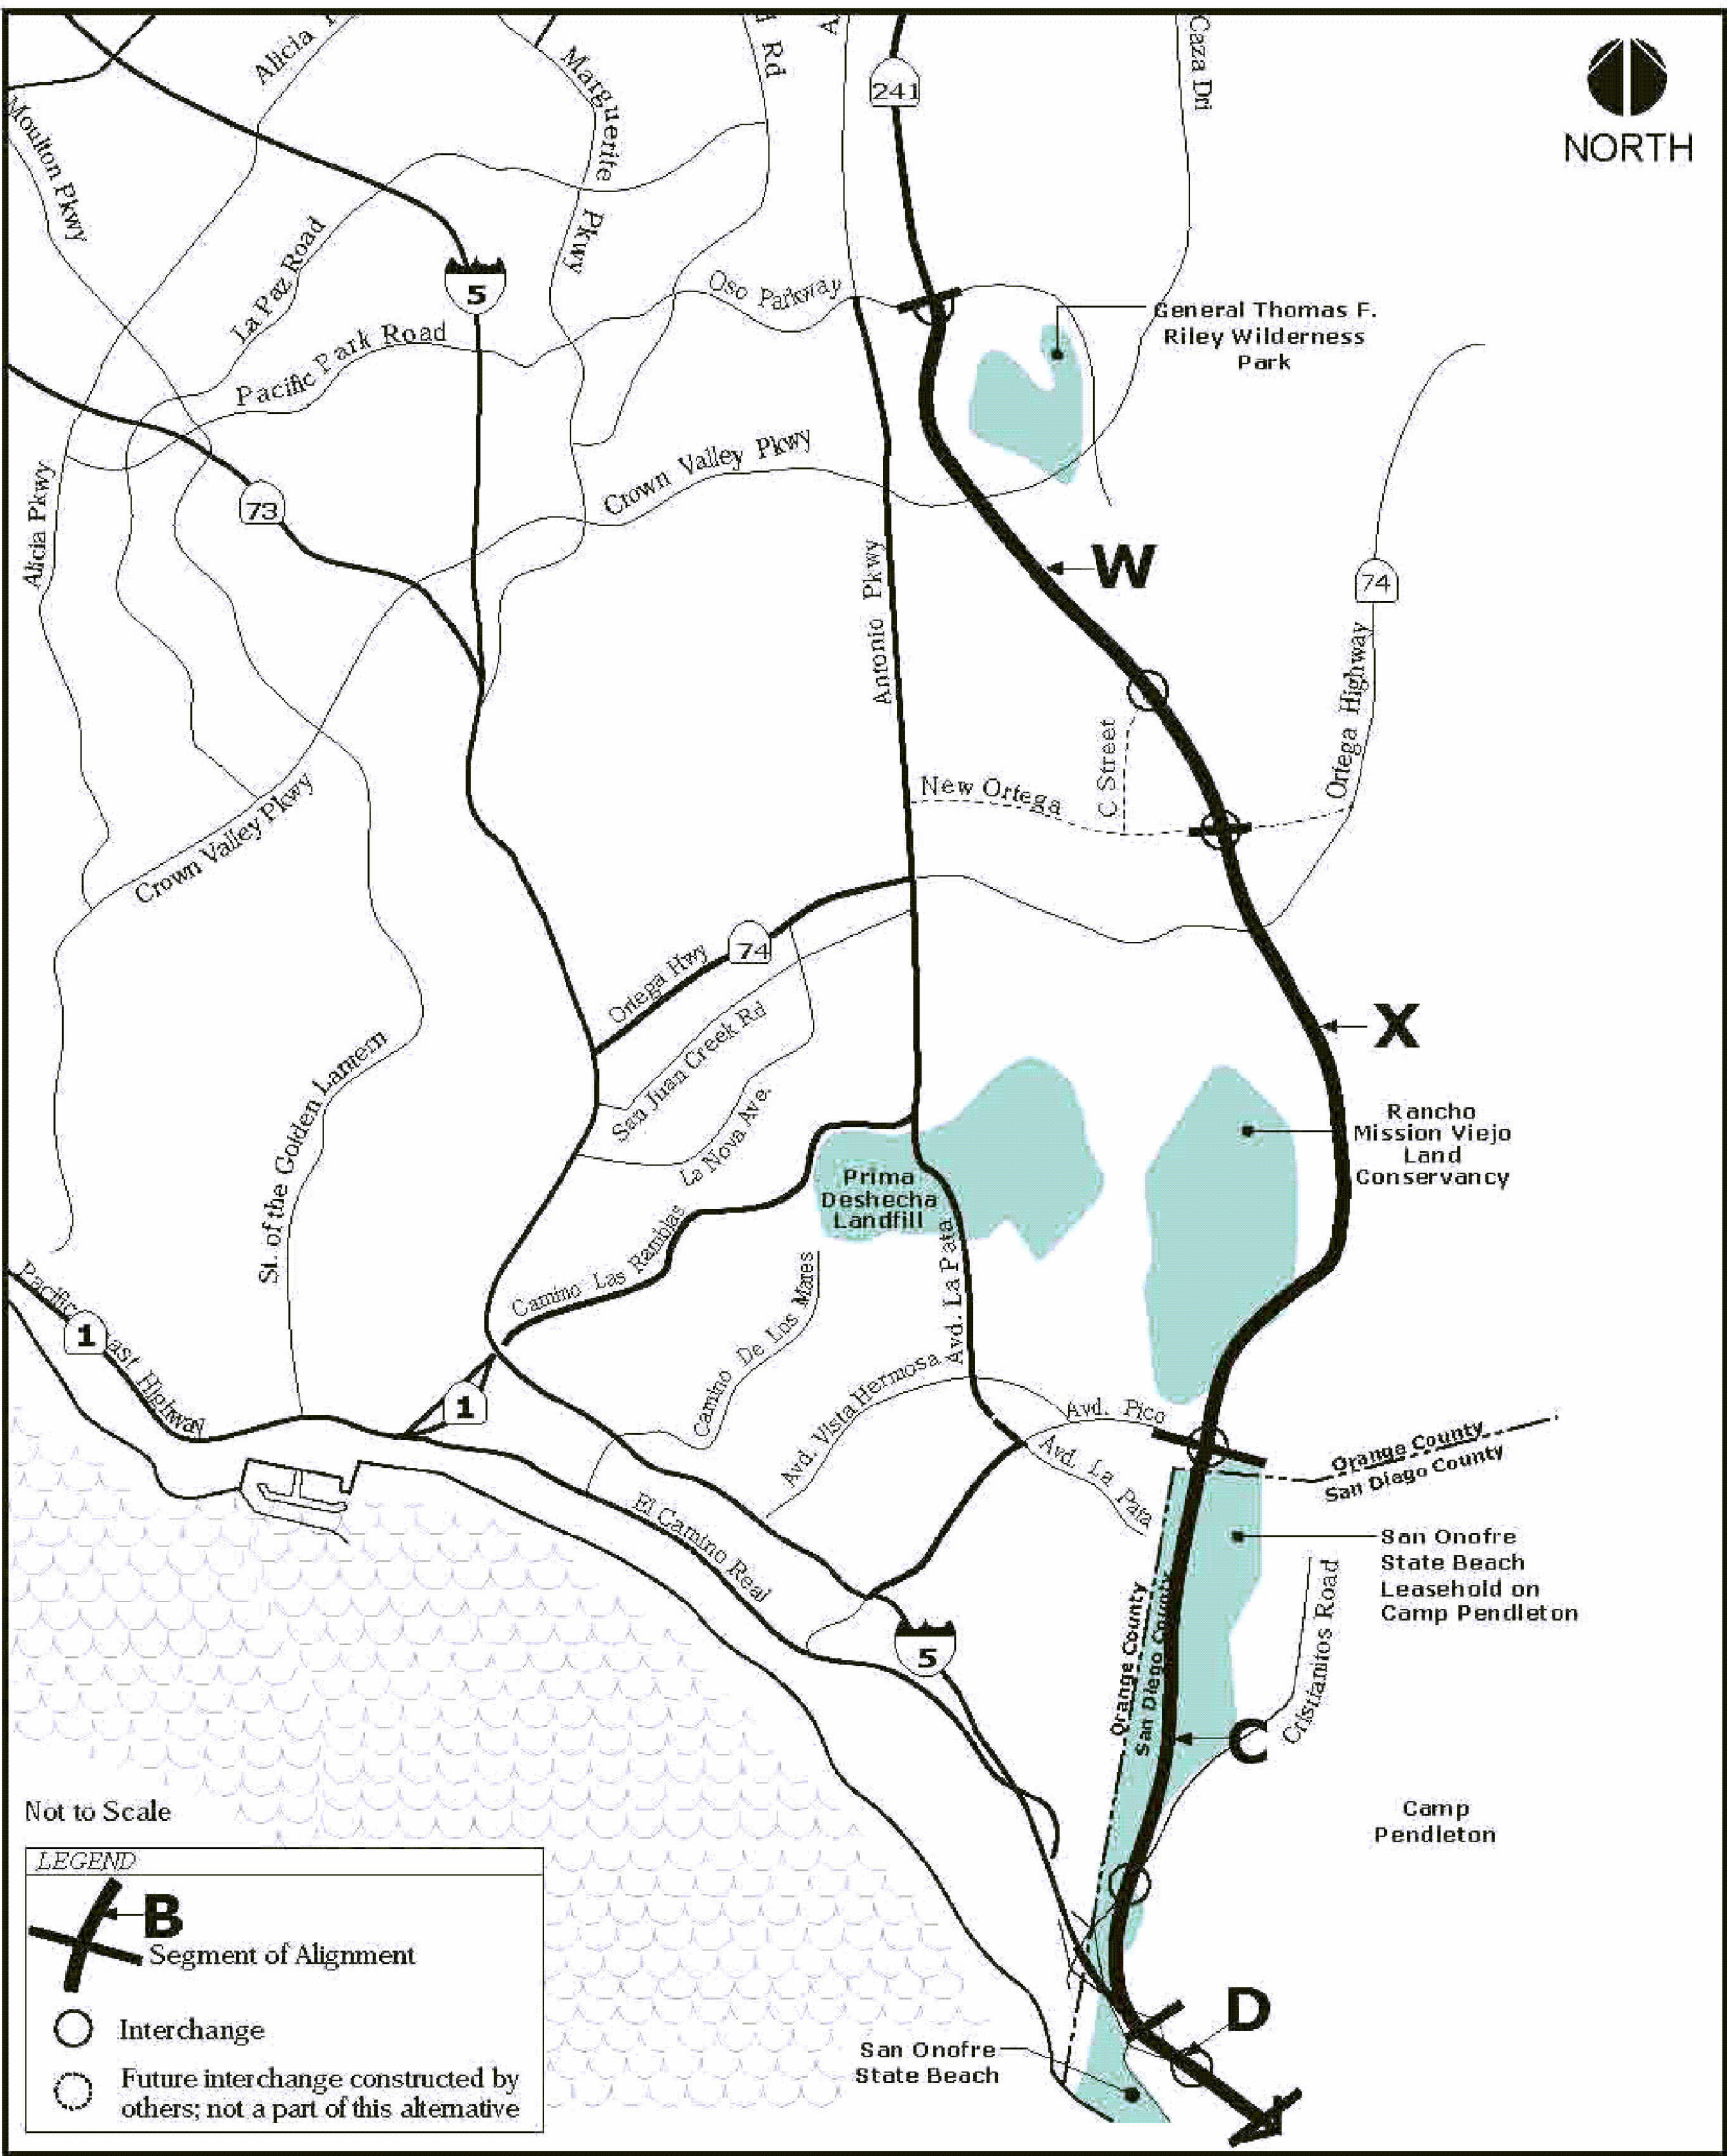 Alicia
Marguerite
Pkwy
Rd
241
Caza Dri
NORTH
Moulton Pkwy
La Paz Road
5
Pacific Park Road
Oso Parkway
General Thomas F.
Riley Wilderness
Park
Alicia Pkwy
73
Crown Valley Pkwy
Antonio Pkwy
W
74
Ortega Highway
C Street
New Ortega
Crown Valley Pkwy
Ortega Hwy
74
San Juan Creek Rd
La Nova Ave.
X
Rancho
Mission Viejo
Land
Conservancy
St. of the Golden Lantern
Prima
Deshecha
Landfill
Avd. La Pata
Camino Las Ramblas
Camino De Los Mares
Pacific
1
ast Highway
1
Avd. Vista Hermosa
Avd. Pico
Avd. La Pata
Orange County
San Diego County
El Camino Real
San Onofre
State Beach
Leasehold on
Camp Pendleton
Orange County
San Diego County
Cristianitos Road
5
C
Camp
Pendleton
Not to Scale
LEGEND
B
Segment of Alignment
Interchange
Future interchange constructed by
others; not a part of this alternative
D
San Onofre
State Beach